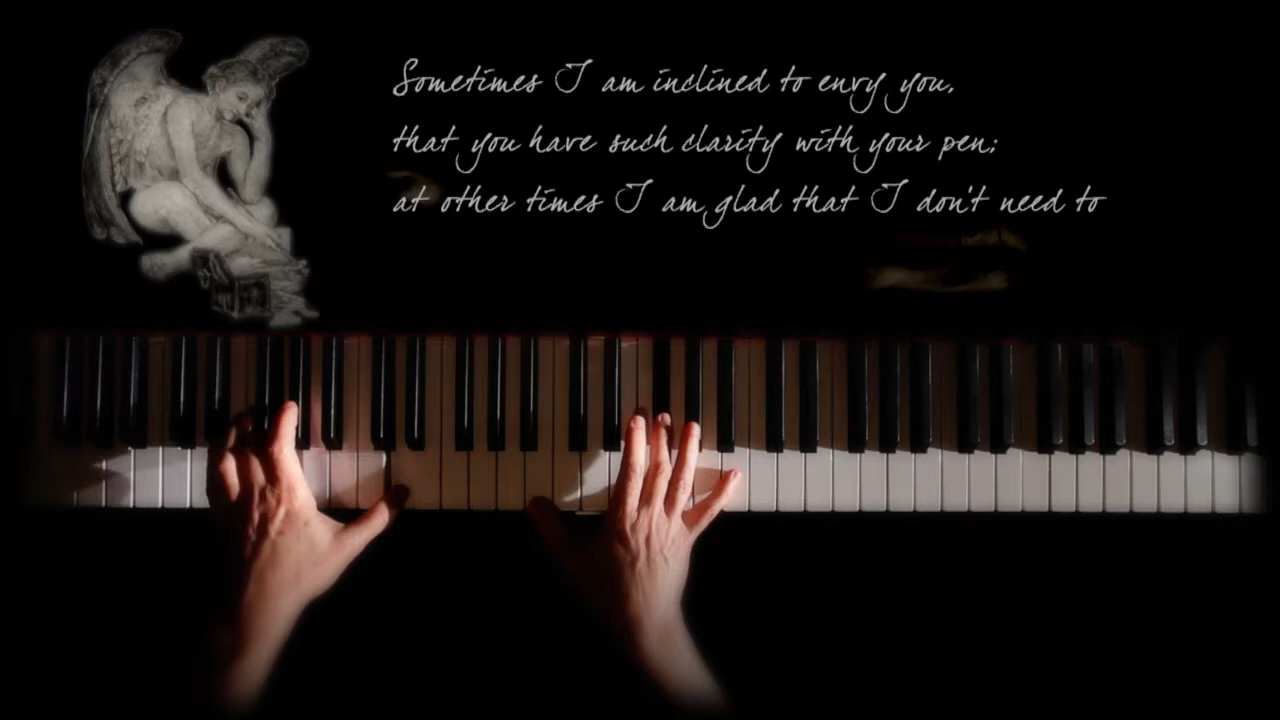 Sometimes I am inclined to envy you,
that you have such clarity with your pen;
at other times I am glad that I don't need to